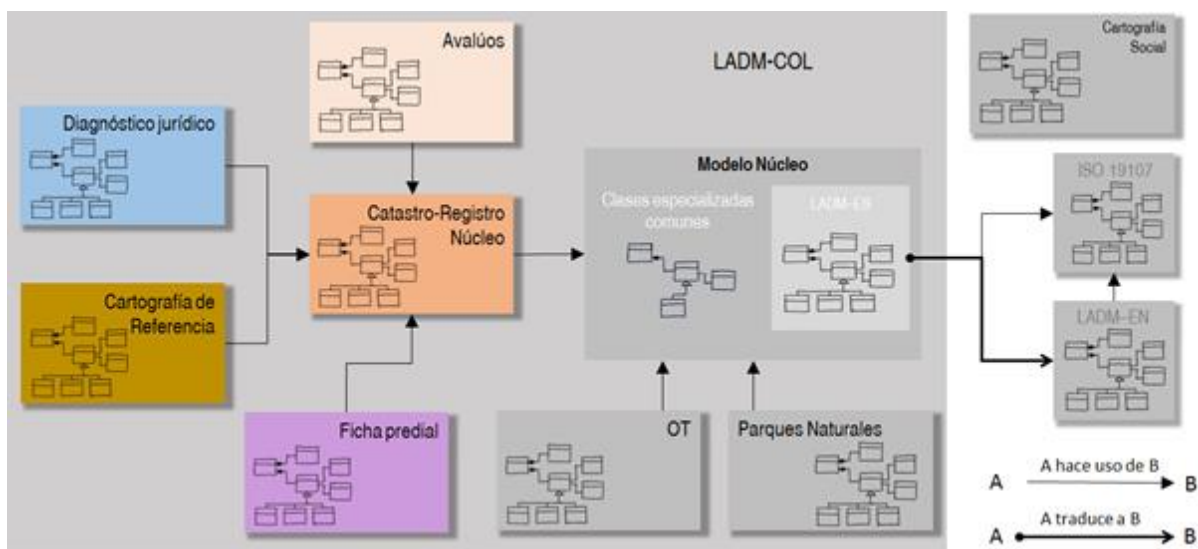 Avalúos
LADM-COL
Cartografía
Social
Diagnóstico jurídico
Modelo Núcleo
ISO 19107
Clases especializadas
comunes
LADM-ES
Catastro-Registro
Núcleo
Cartografía de
Referencia
LADM-EN
Ficha predial
OT
Parques Naturales
A
A hace uso de B
B
A
A traduce a B
B